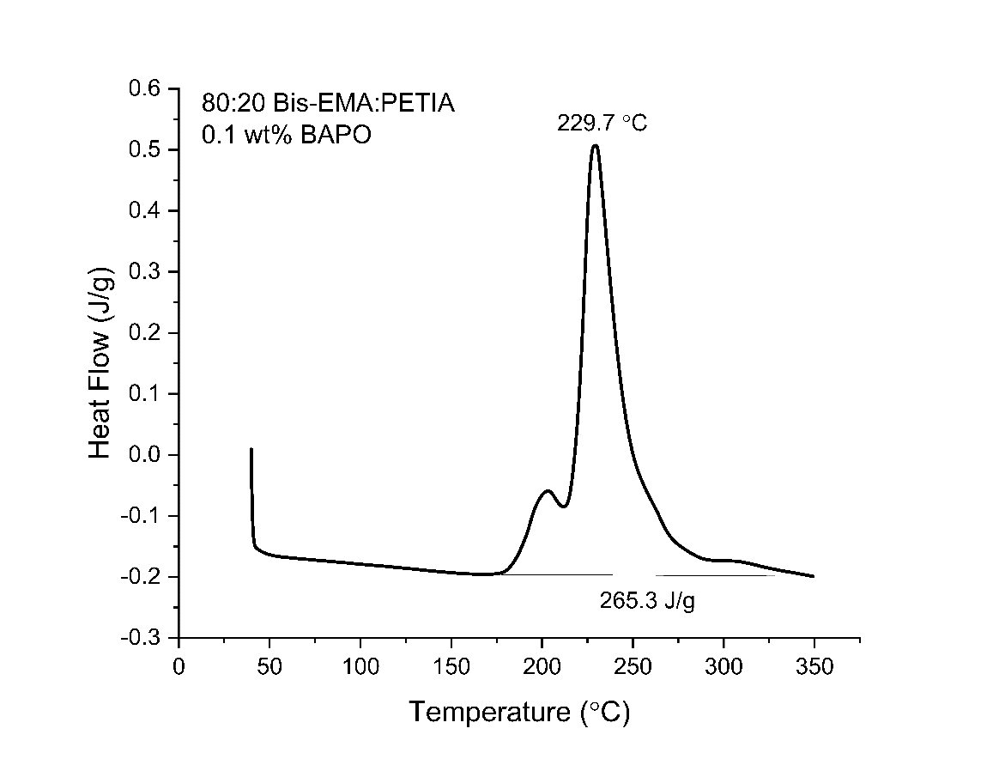 80:20 Bis-EMA:PETIA
0.1 wt% BAPO
229.7 °C
0.6
0.5
0.4
0.3
0.2
0.1
0.0
-0.1
-0.2
-0.3
Heat Flow (J/g)
265.3 J/g
0 50 100 150 200 250 300 350
Temperature (°C)